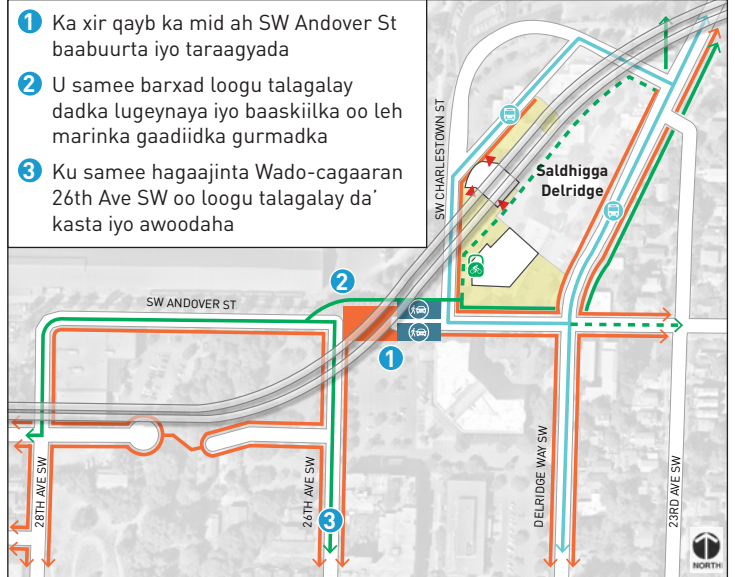 1 Ka xir qayb ka mid ah SW Andover St
baabuurta iyo taraagyada
2 U samee barxad loogu talagalay
dadka lugeynaya iyo baaskiilka oo leh
marinka gaadiidka gurmadka
3 Ku samee hagaajinta Wado-cagaaran
26th Ave SW oo loogu talagalay da’
kasta iyo awoodaha
SW CHARLESTOWN ST
Saldhigga
Delridge
2
SW ANDOVER ST
1
28TH AVE SW
26TH AVE SW
3
DELRIDGE WAY SW
23RD AVE SW
NORTH